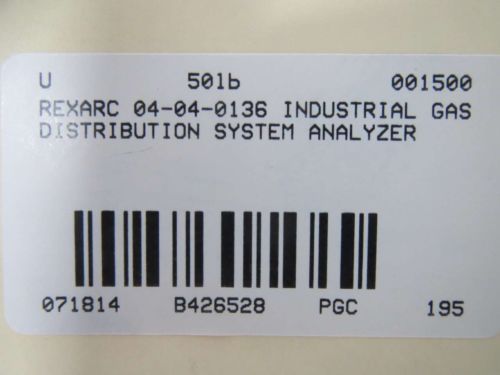 U 501b 001500
REXARC 04-04-0136 INDUSTRIAL GAS
DISTRIBUTION SYSTEM ANALYZER
071814 B426528 PGC 195